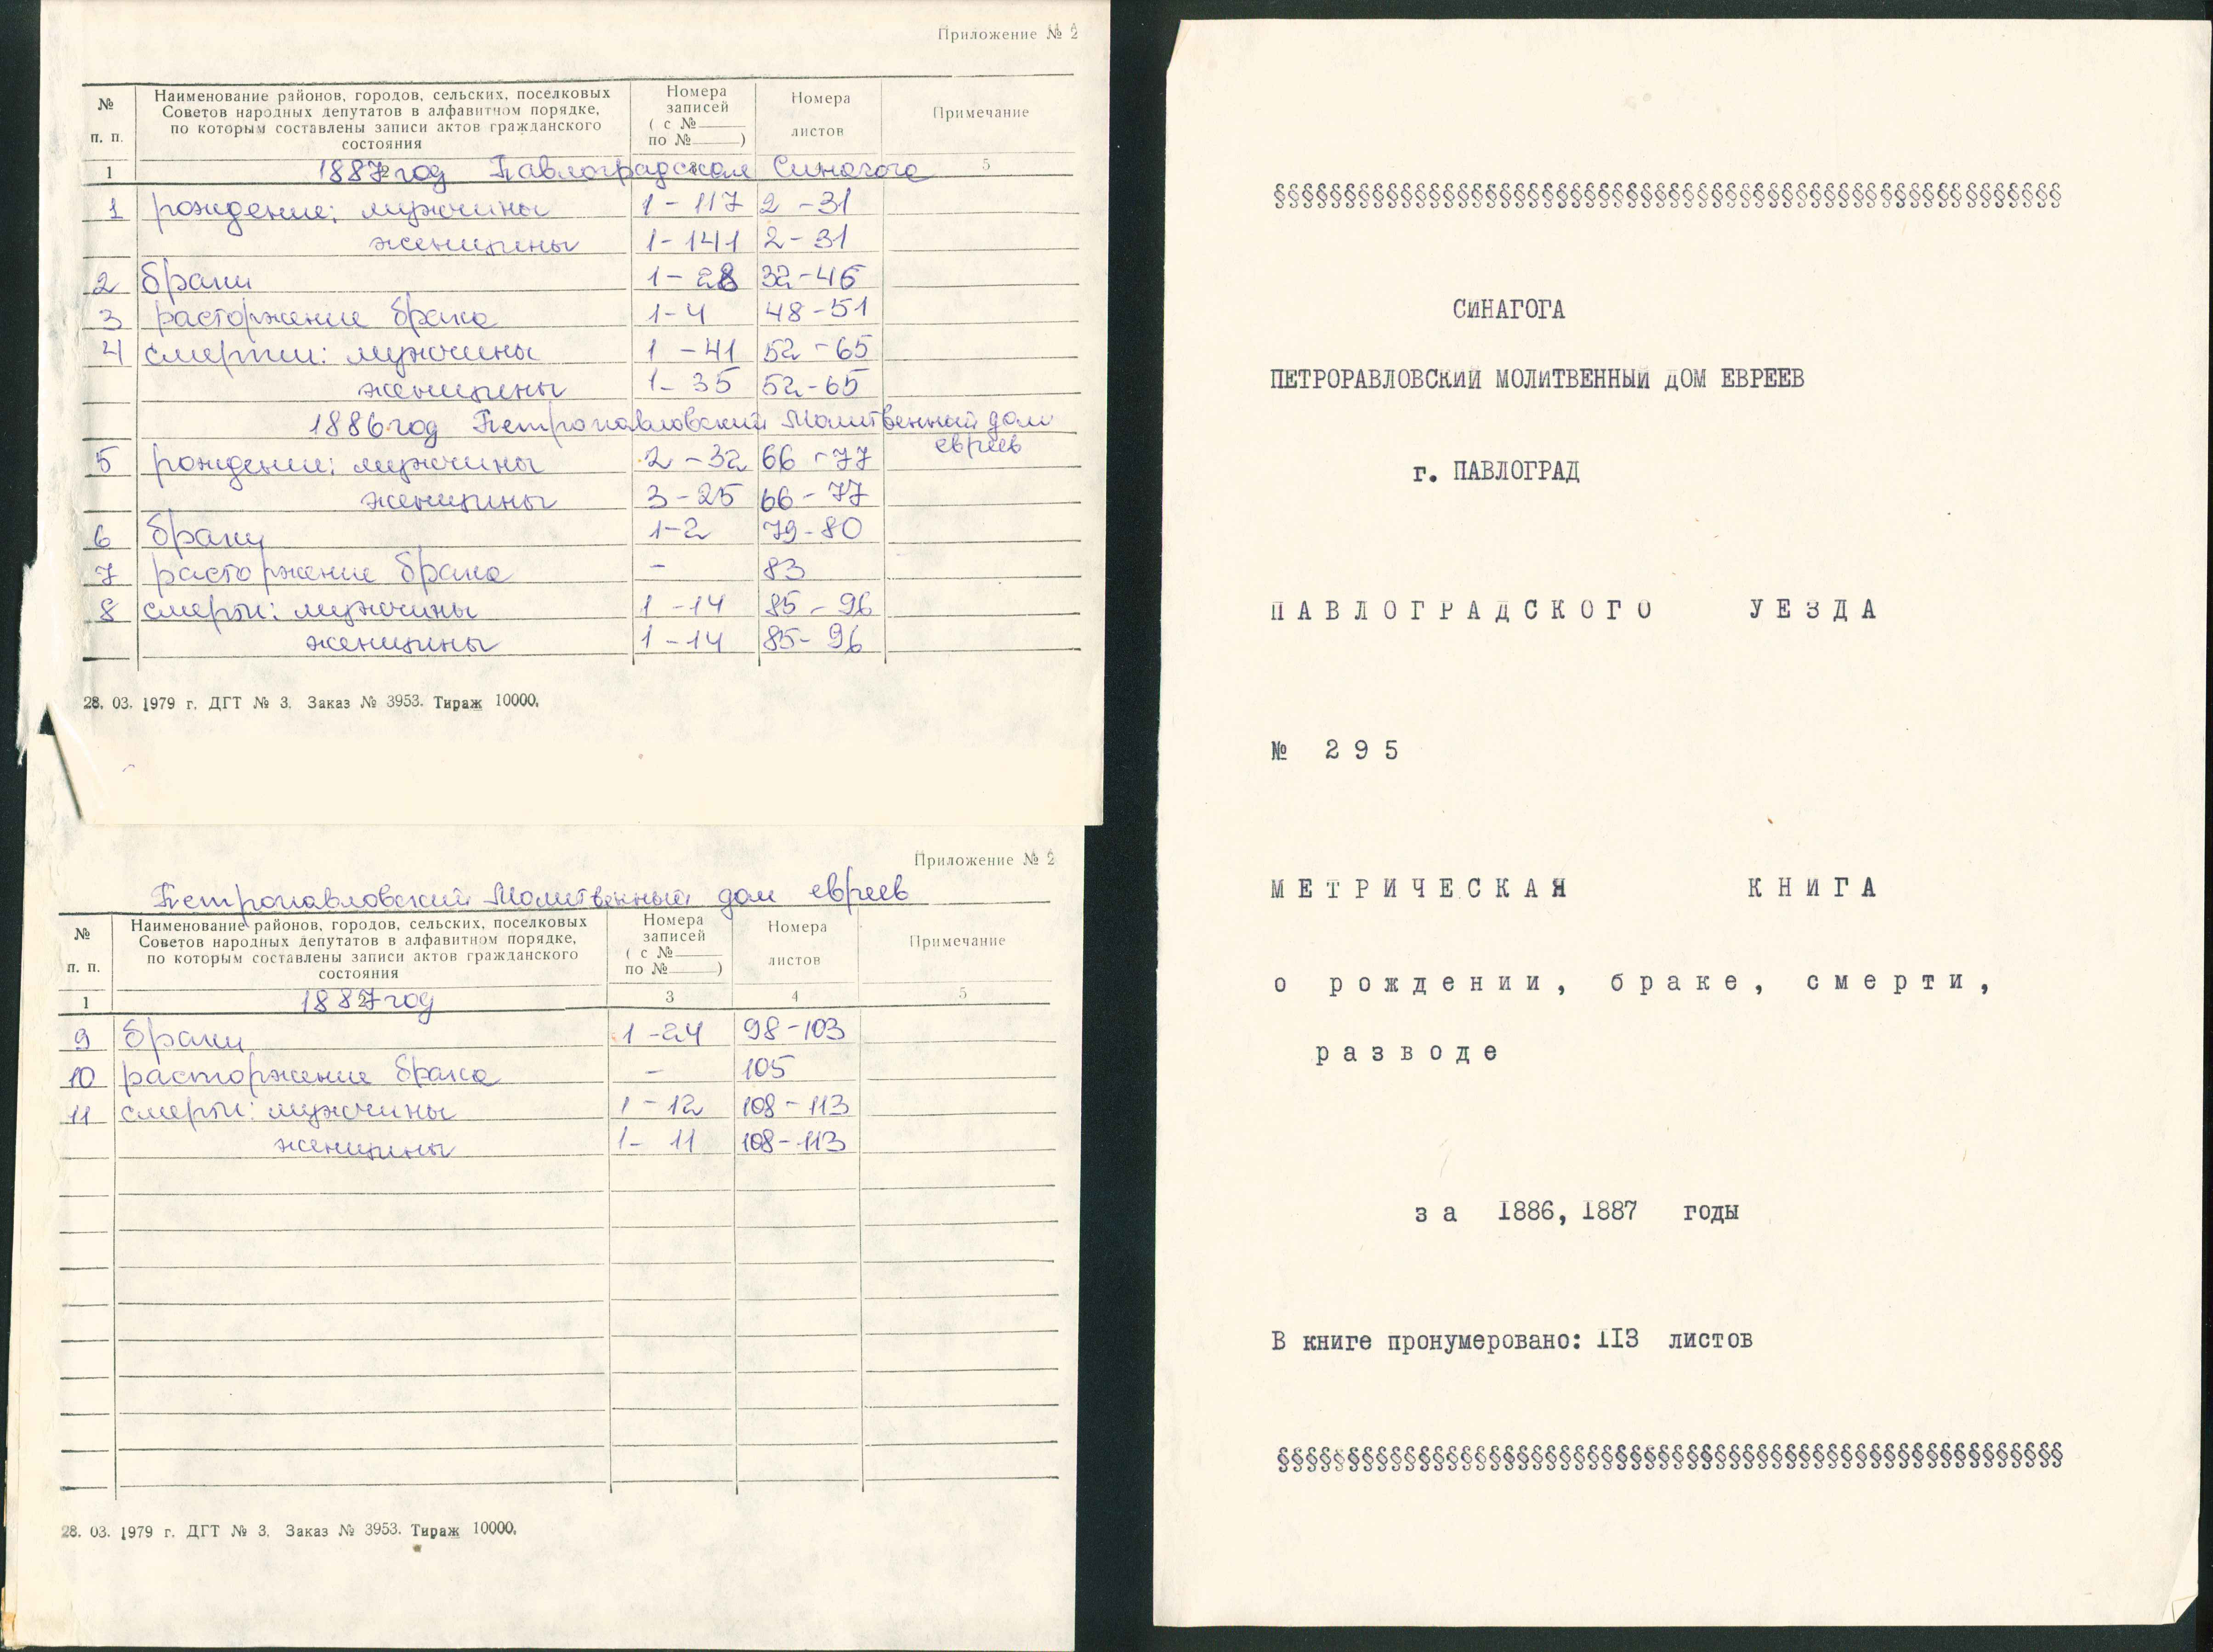 Приложение № 2
№ п. п.
Наименование районов, городов, сельских, поселковых
Советов народных депутатов в алфавитном порядке,
по которым составлены записи актов гражданского
состояния
Номера
записей
( с №
по № )
Номера
листов
Примечание
1 1887 год Павлоградская Синагога 5
1 рождение: мужчины 1-117 2-31
женщины 1-141 2-31
2 браки 1-28 32-46
3 расторжение брака 1-4 48-51
4 смерти: мужчины 1-41 52-65
женщины 1-35 52-65
1886 год Петропавловский Молитвенный дом
евреев
5 рождение: мужчины 2-32 66-77
женщины 3-25 66-77
6 браки 1-2 79-80
7 расторжение брака - 83
8 смерти: мужчины 1-14 85-96
женщины 1-14 85-96
28. 03. 1979 г. ДГТ № 3. Заказ № 3953. Тираж 10000.
Приложение № 2
Петропавловский Молитвенный дом евреев
№ п. п.
Наименование районов, городов, сельских, поселковых
Советов народных депутатов в алфавитном порядке,
по которым составлены записи актов гражданского
состояния
Номера
записей
( с №
по № )
Номера
листов
Примечание
1 1887 год 3 4 5
9 браки 1-24 98-103
10 расторжение брака - 105
11 смерти: мужчины 1-12 108-113
женщины 1-11 108-113
28. 03. 1979 г. ДГТ № 3. Заказ № 3953. Тираж 10000.
§§§§§§§§§§§§§§§§§§§§§§§§§§§§§§§§§§§§§§§§§§§§§§§§§§§§§§§§
СИНАГОГА
ПЕТРОРАВЛОВСКИЙ МОЛИТВЕННЫЙ ДОМ ЕВРЕЕВ
г. ПАВЛОГРАД
ПАВЛОГРАДСКОГО УЕЗДА
№ 295
МЕТРИЧЕСКАЯ КНИГА
о рождении, браке, смерти,
разводе
за 1886, 1887 годы
В книге пронумеровано: 113 листов
§§§§§§§§§§§§§§§§§§§§§§§§§§§§§§§§§§§§§§§§§§§§§§§§§§§§§§§§